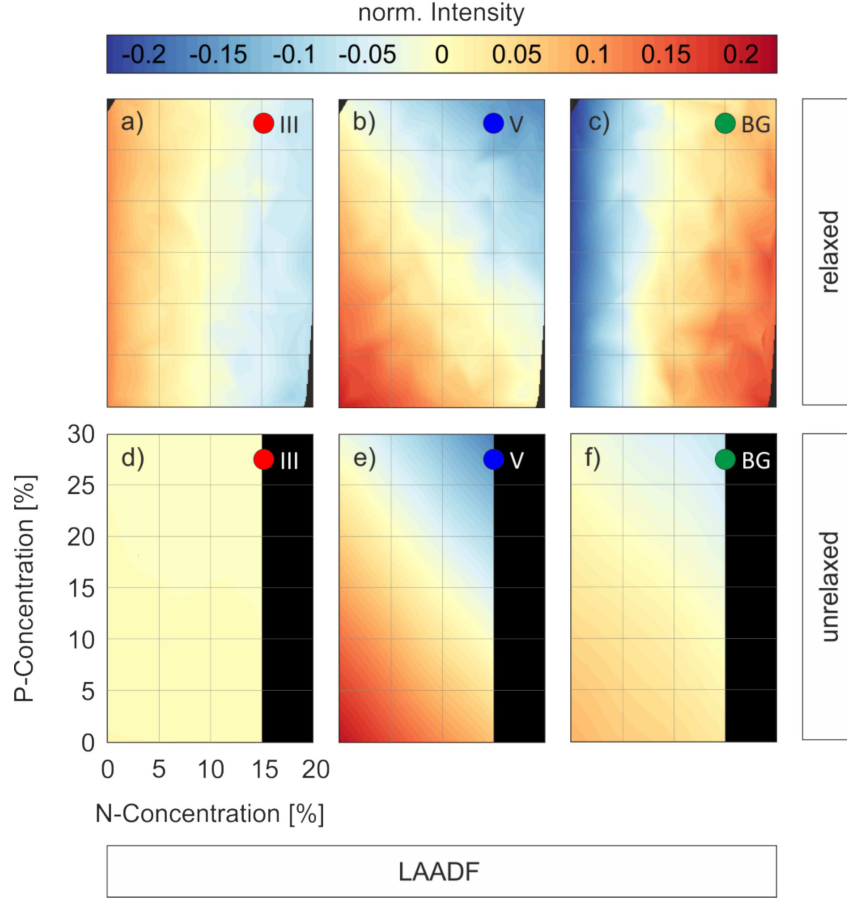 norm. Intensity
-0.2 -0.15 -0.1 -0.05 0 0.05 0.1 0.15 0.2
a) III b) V c) BG
relaxed
d) III e) V f) BG
unrelaxed
P-Concentration [%]
30
25
20
15
10
5
0
0 5 10 15 20
N-Concentration [%]
LAADF